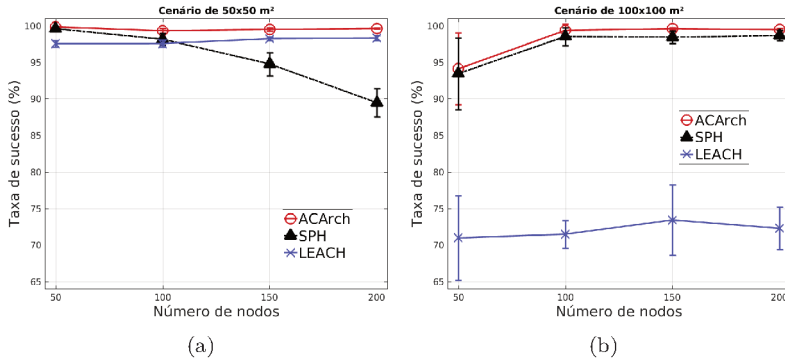 Cenário de 50x50 m²
Taxa de sucesso (%)
100
95
90
85
80
75
70
65
ACArch
SPH
LEACH
50
100
150
200
Número de nodos
(a)
Cenário de 100x100 m²
Taxa de sucesso (%)
100
95
90
85
80
75
70
65
ACArch
SPH
LEACH
50
100
150
200
Número de nodos
(b)